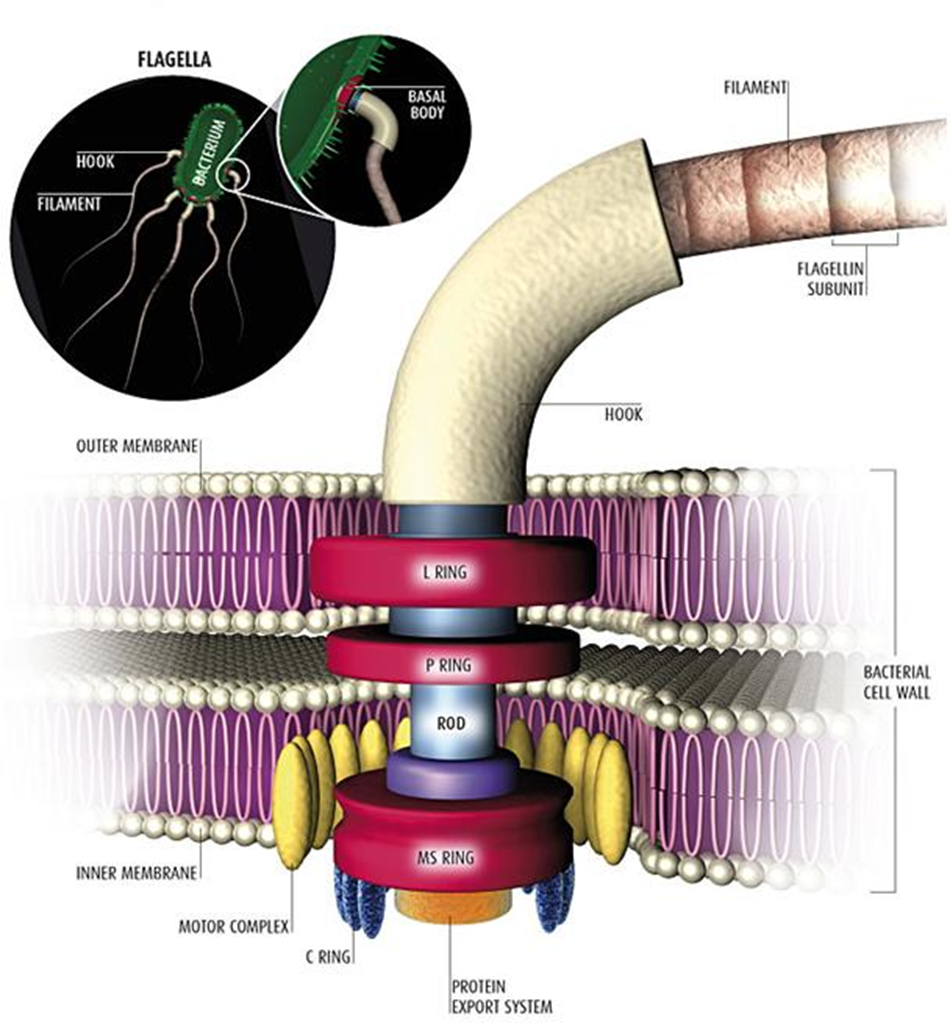 FLAGELLA
BASAL
BODY
BACTERIUM
HOOK
FILAMENT
FILAMENT
FLAGELLIN
SUBUNIT
HOOK
OUTER MEMBRANE
L RING
P RING
BACTERIAL
CELL WALL
ROD
MS RING
INNER MEMBRANE
MOTOR COMPLEX
C RING
PROTEIN
EXPORT SYSTEM